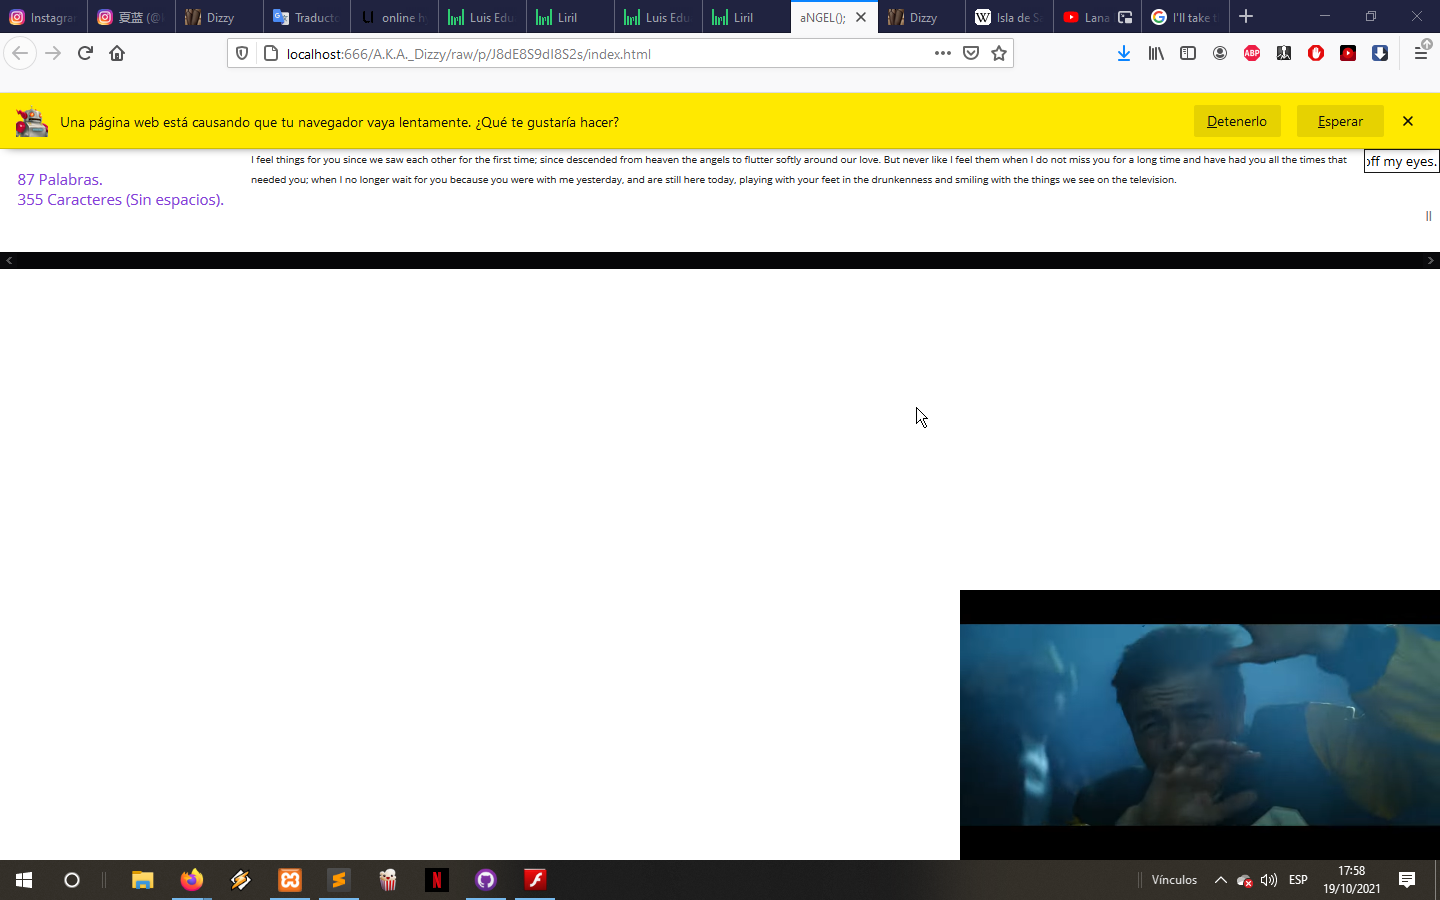 Instagra
夏蓝 (@
Dizzy
Traducto
LI online h
Luis Edu
Liril
Luis Edu
Liril
aNGEL();
Dizzy
W Isla de S
Lana
I'll take t
localhost:666/A.K.A._Dizzy/raw/p/J8dE8S9dI8S2s/index.html
ABP
Una página web está causando que tu navegador vaya lentamente. ¿Qué te gustaría hacer?
Detenerlo
Esperar
87 Palabras.
355 Caracteres (Sin espacios).
I feel things for you since we saw each other for the first time; since descended from heaven the angels to flutter softly around our love. But never like I feel them when I do not miss you for a long time and have had you all the times that
needed you; when I no longer wait for you because you were with me yesterday, and are still here today, playing with your feet in the drunkenness and smiling with the things we see on the television.
off my eyes.
||
N
Vínculos
ESP
17:58
19/10/2021